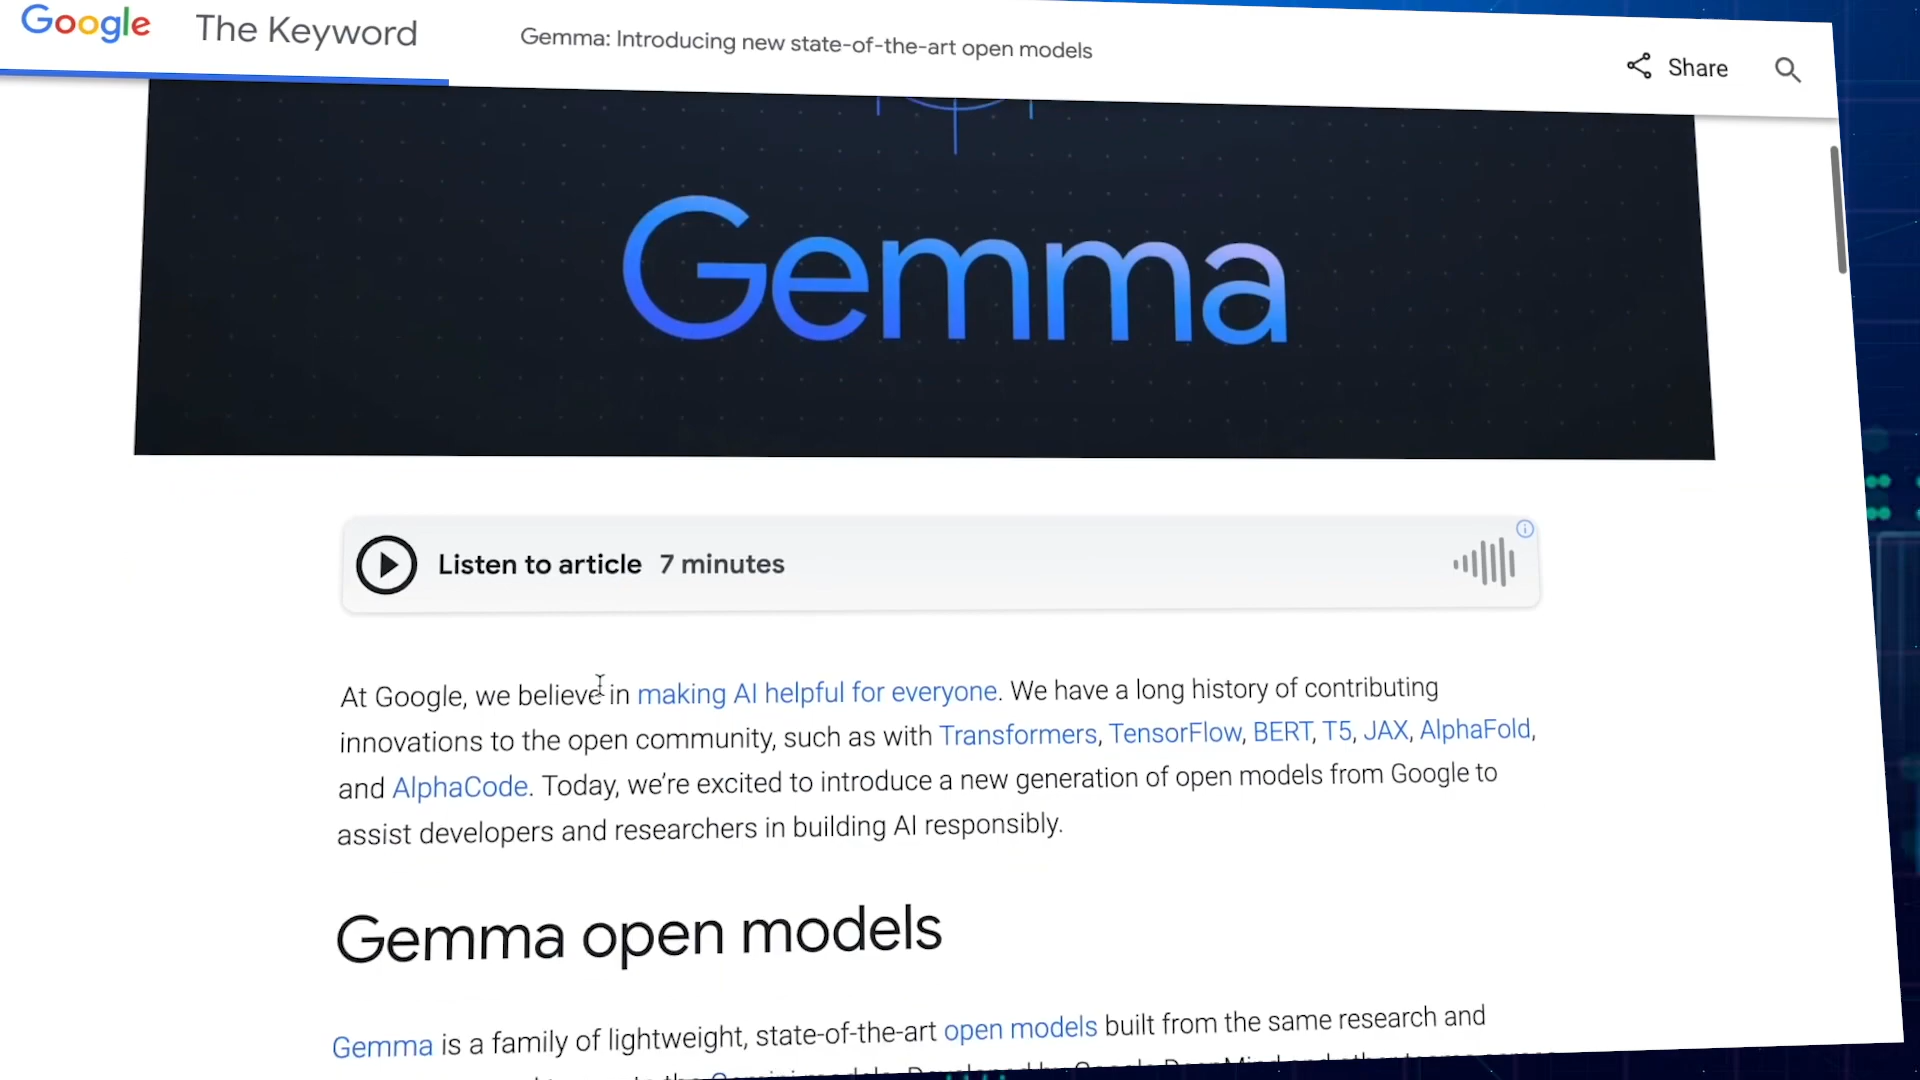 Google The Keyword Gemma: Introducing new state-of-the-art open models Share
Gemma
Listen to article 7 minutes
At Google, we believe in making AI helpful for everyone. We have a long history of contributing
innovations to the open community, such as with Transformers, TensorFlow, BERT, T5, JAX, AlphaFold,
and AlphaCode. Today, we’re excited to introduce a new generation of open models from Google to
assist developers and researchers in building AI responsibly.
Gemma open models
Gemma is a family of lightweight, state-of-the-art open models built from the same research and